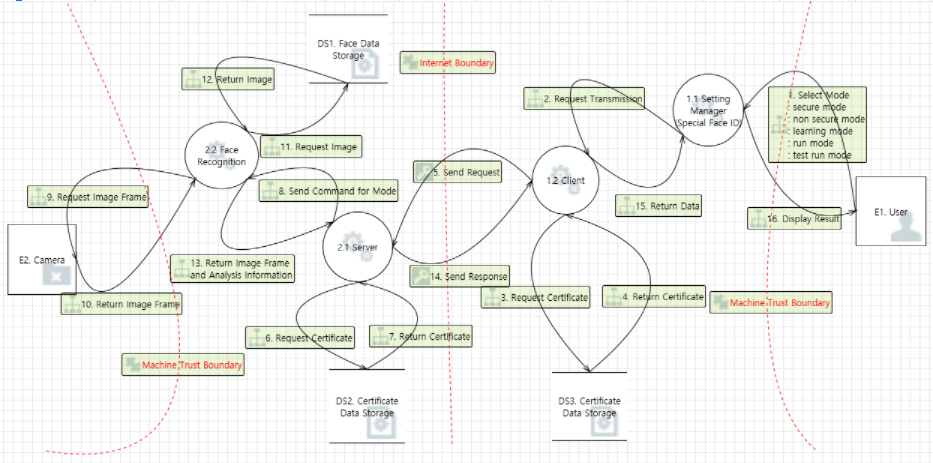 DS1. Face Data
Storage
Internet Boundary
12. Return Image
11. Request Image
2. Request Transmission
1.1 Setting
Manager
(Special Face ID)
1. Select Mode
: secure mode
: non secure mode
: learning mode
: run mode
: test run mode
2.2 Face
Recognition
5. Send Request
1.2 Client
9. Request Image Frame
8. Send Command for Mode
15. Return Data
16. Display Result
E1. User
E2. Camera
2.1 Server
13. Return Image Frame
and Analysis Information
14. Send Response
10. Return Image Frame
3. Request Certificate
4. Return Certificate
Machine Trust Boundary
6. Request Certificate
7. Return Certificate
Machine Trust Boundary
DS2. Certificate
Data Storage
DS3. Certificate
Data Storage